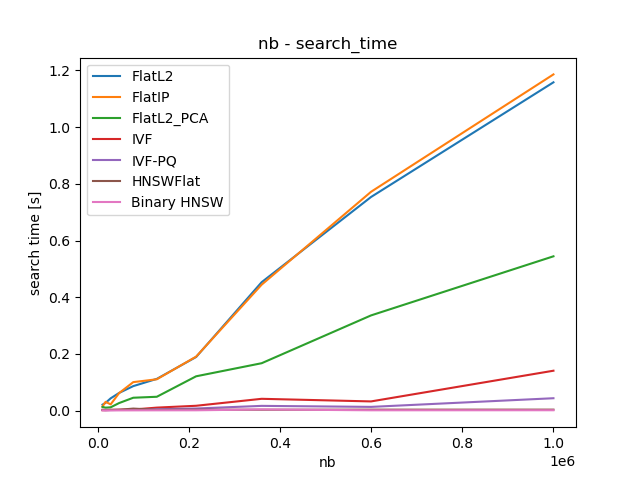 nb - search_time
1.2
1.0
0.8
0.6
0.4
0.2
0.0
search time [s]
FlatL2
FlatIP
FlatL2_PCA
IVF
IVF-PQ
HNSWFlat
Binary HNSW
0.0 0.2 0.4 0.6 0.8 1.0
1e6
nb